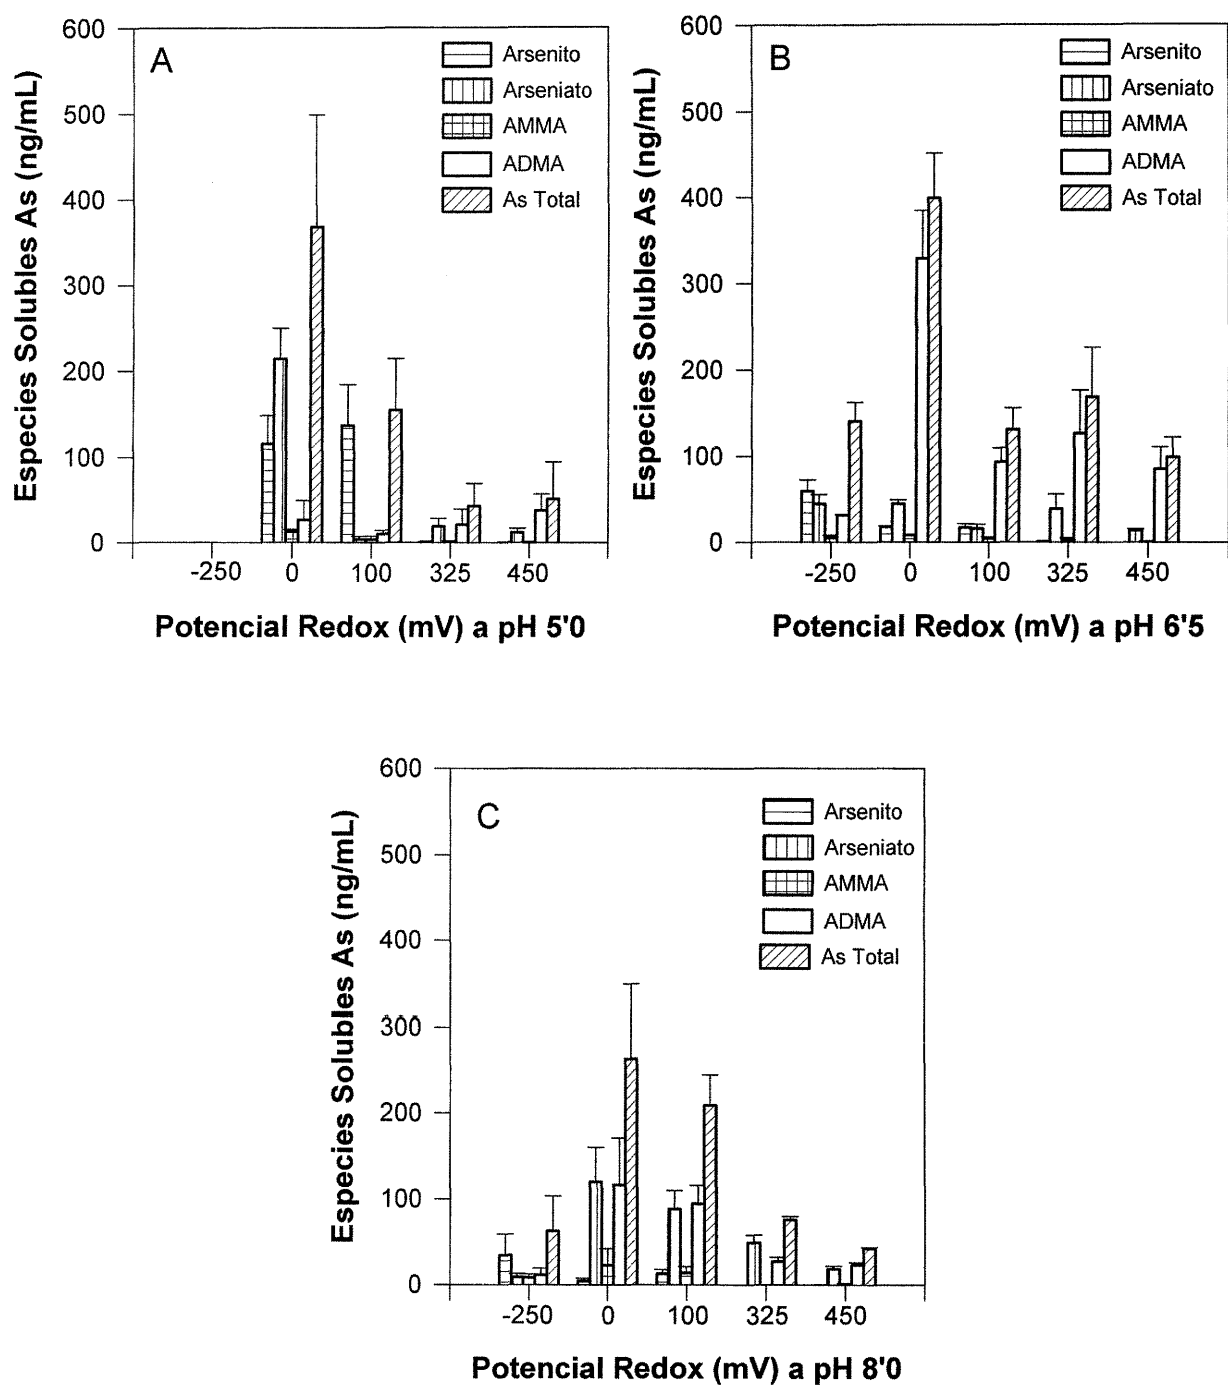 A
Especies Solubles As (ng/mL)
600
500
400
300
200
100
0
Arsenito
Arseniato
AMMA
ADMA
As Total
-250 0 100 325 450
Potencial Redox (mV) a pH 5'0
B
Especies Solubles As (ng/mL)
600
500
400
300
200
100
0
Arsenito
Arseniato
AMMA
ADMA
As Total
-250 0 100 325 450
Potencial Redox (mV) a pH 6'5
C
Especies Solubles As (ng/mL)
600
500
400
300
200
100
0
Arsenito
Arseniato
AMMA
ADMA
As Total
-250 0 100 325 450
Potencial Redox (mV) a pH 8'0